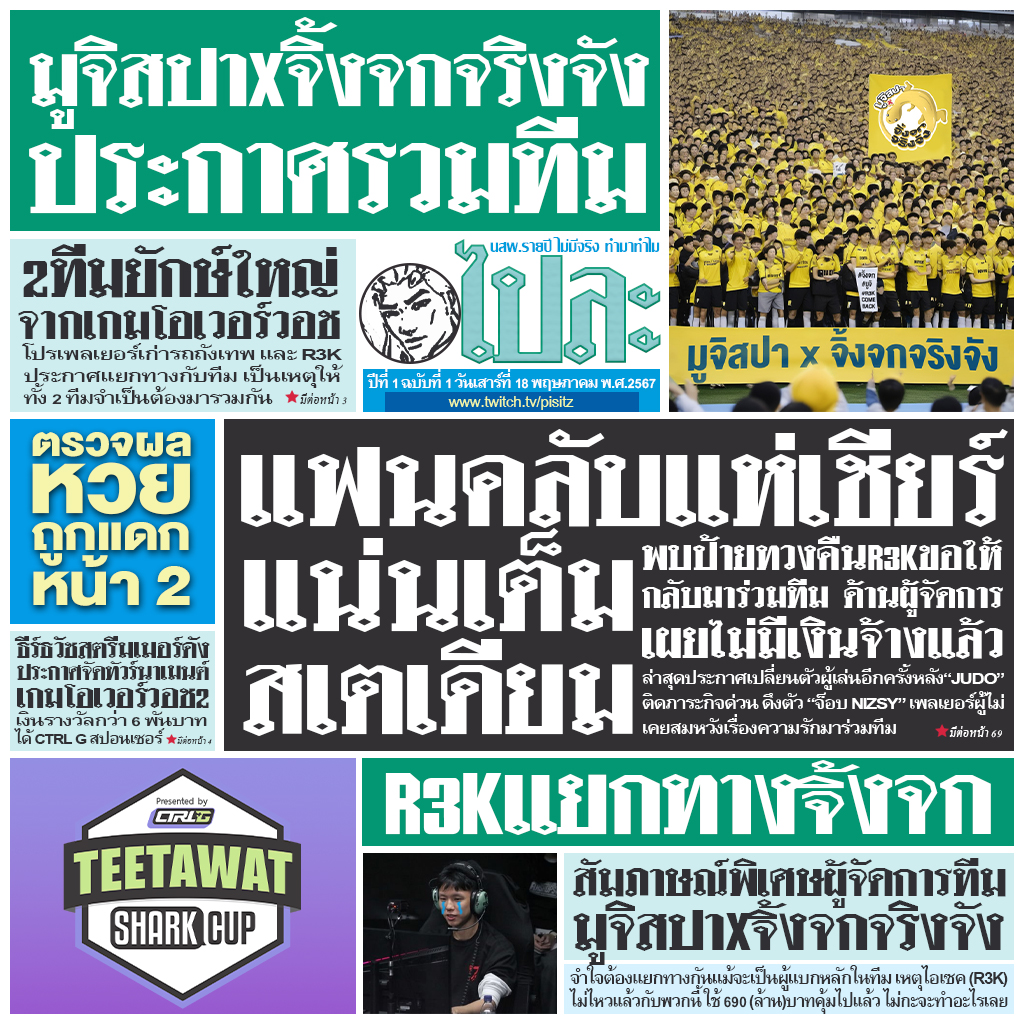 มูจิสปาxจิ้งจกจริงจัง
ประกาศรวมทีม
มูจิสปา
จิ้งจก
#R3K
COME
BACK
มูจิสปา x จิ้งจกจริงจัง
2ทีมยักษ์ใหญ่
จากเกมโอเวอร์วอช
โปรเพลเยอร์เก่ารถถังเทพ และ R3K
ประกาศแยกทางกับทีม เป็นเหตุให้
ทั้ง 2 ทีมจำเป็นต้องมารวมกัน ★มีต่อหน้า 3
นสพ.รายปี ไม่มีจริง ทำมาทำไม
ไปละ
ปีที่ 1 ฉบับที่ 1 วันเสาร์ที่ 18 พฤษภาคม พ.ศ.2567
www.twitch.tv/pisitz
ตรวจผล
หวย
ถูกแดก
หน้า 2
แฟนคลับแห่เชียร์
แน่นเต็ม
สเตเดียม
พบป้ายทวงคืนR3Kขอให้
กลับมาร่วมทีม ด้านผู้จัดการ
เผยไม่มีเงินจ้างแล้ว
ล่าสุดประกาศเปลี่ยนตัวผู้เล่นอีกครั้งหลัง“JUDO”
ติดภาระกิจด่วน ดึงตัว “จ็อบ NIZSY” เพลเยอร์ผู้ไม่
เคยสมหวังเรื่องความรักมาร่วมทีม ★มีต่อหน้า 69
ธีร์ธวัชสตรีมเมอร์ดัง
ประกาศจัดทัวร์นาเมนต์
เกมโอเวอร์วอช2
เงินรางวัลกว่า 6 พันบาท
ได้ CTRL G สปอนเซอร์ ★มีต่อหน้า 4
Presented by
CTRL G
TEETAWAT
SHARK CUP
R3Kแยกทางจิ้งจก
สัมภาษณ์พิเศษผู้จัดการทีม
มูจิสปาxจิ้งจกจริงจัง
จำใจต้องแยกทางกันแม้จะเป็นผู้แบกหลักในทีม เหตุไอเซค (R3K)
ไม่ไหวแล้วกับพวกนี้ ใช้ 690 (ล้าน)บาทคุ้มไปแล้ว ไม่กะจะทำอะไรเลย